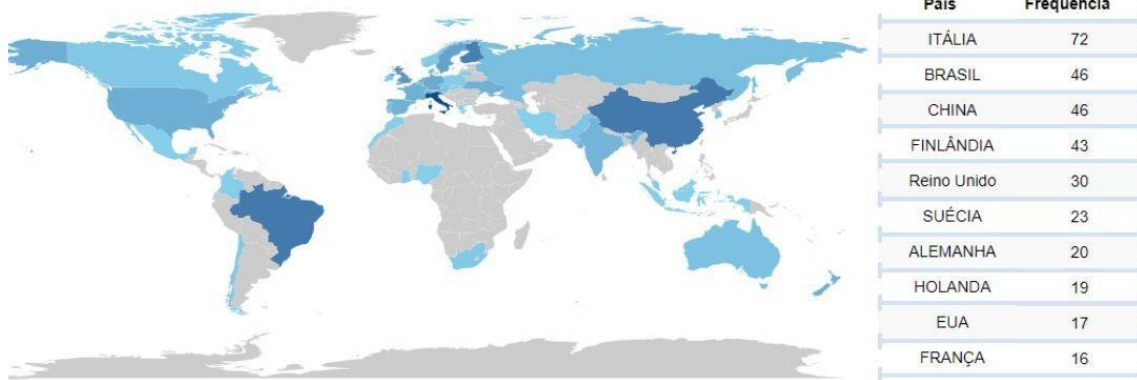 País Frequência
ITÁLIA 72
BRASIL 46
CHINA 46
FINLÂNDIA 43
Reino Unido 30
SUÉCIA 23
ALEMANHA 20
HOLANDA 19
EUA 17
FRANÇA 16